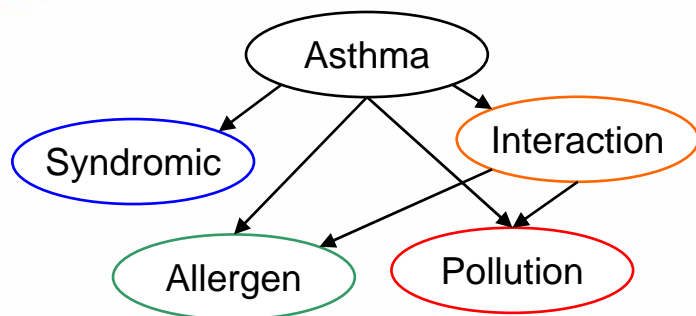 Asthma
Syndromic
Interaction
Allergen
Pollution